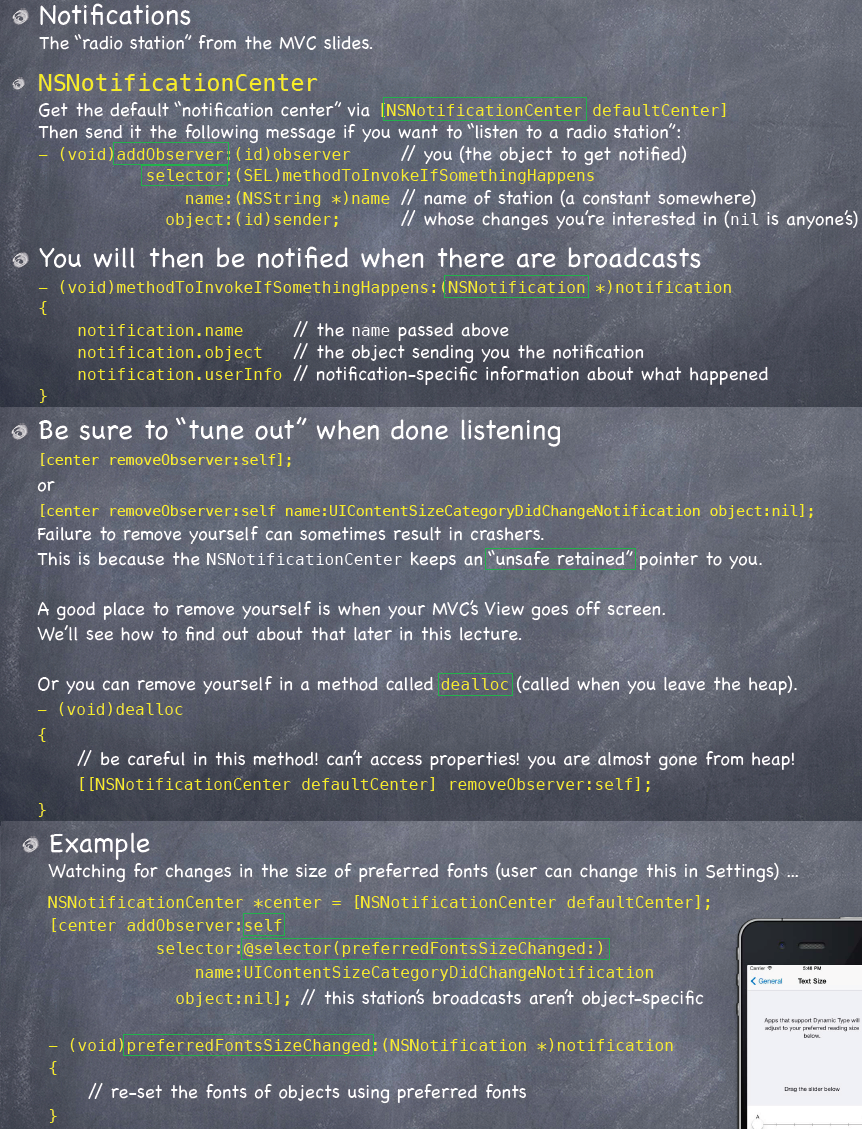 Notifications
The “radio station” from the MVC slides.
NSNotificationCenter
Get the default “notification center” via [NSNotificationCenter defaultCenter]
Then send it the following message if you want to “listen to a radio station”:
– (void)addObserver:(id)observer // you (the object to get notified)
selector:(SEL)methodToInvokeIfSomethingHappens
name:(NSString *)name // name of station (a constant somewhere)
object:(id)sender; // whose changes you’re interested in (nil is anyone’s)
You will then be notified when there are broadcasts
– (void)methodToInvokeIfSomethingHappens:(NSNotification *)notification
{
notification.name // the name passed above
notification.object // the object sending you the notification
notification.userInfo // notification-specific information about what happened
}
Be sure to “tune out” when done listening
[center removeObserver:self];
or
[center removeObserver:self name:UIContentSizeCategoryDidChangeNotification object:nil];
Failure to remove yourself can sometimes result in crashers.
This is because the NSNotificationCenter keeps an “unsafe retained” pointer to you.
A good place to remove yourself is when your MVC’s View goes off screen.
We’ll see how to find out about that later in this lecture.
Or you can remove yourself in a method called dealloc (called when you leave the heap).
– (void)dealloc
{
// be careful in this method! can’t access properties! you are almost gone from heap!
[[NSNotificationCenter defaultCenter] removeObserver:self];
}
Example
Watching for changes in the size of preferred fonts (user can change this in Settings) ...
NSNotificationCenter *center = [NSNotificationCenter defaultCenter];
[center addObserver:self
selector:@selector(preferredFontsSizeChanged:)
name:UIContentSizeCategoryDidChangeNotification
object:nil]; // this station’s broadcasts aren’t object-specific
– (void)preferredFontsSizeChanged:(NSNotification *)notification
{
// re-set the fonts of objects using preferred fonts
}
Carrier 5:46 PM
General Text Size
Apps that support Dynamic Type will
adjust to your preferred reading size
below.
Drag the slider below
A